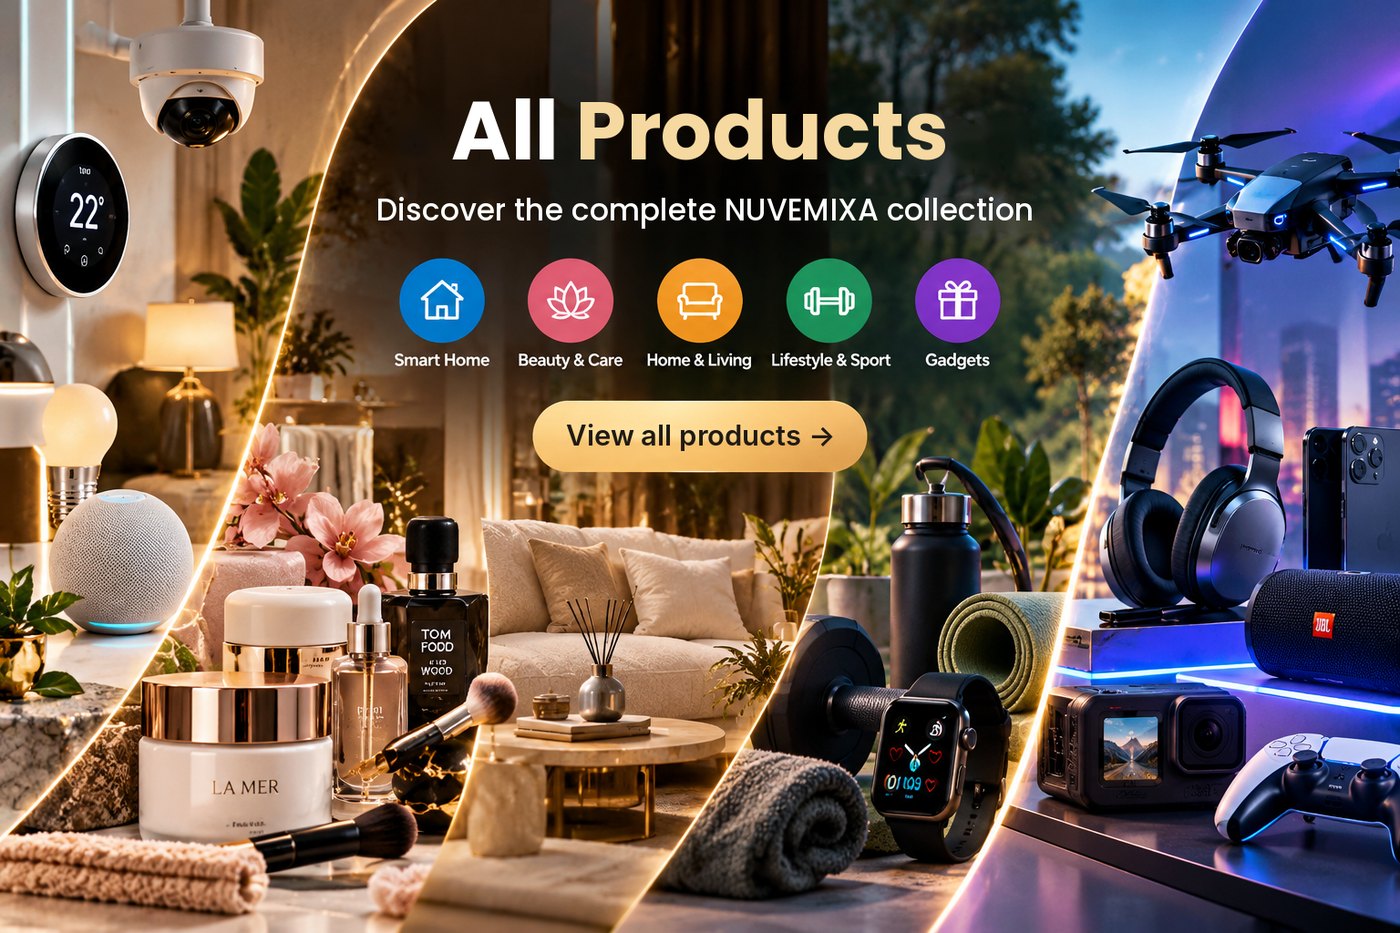 All Products
Discover the complete NUVEMIXA collection
Smart Home
Beauty & Care
Home & Living
Lifestyle & Sport
Gadgets
View all products →
22°
TOM
FOOD
WOOD
LA MER
JBL